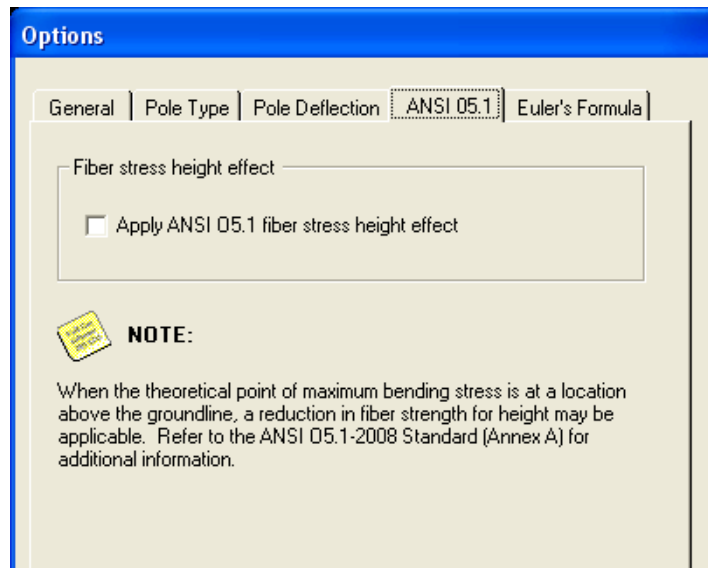 Options
General
Pole Type
Pole Deflection
ANSI 05.1
Euler's Formula
Fiber stress height effect
Apply ANSI O5.1 fiber stress height effect
NOTE:
When the theoretical point of maximum bending stress is at a location
above the groundline, a reduction in fiber strength for height may be
applicable. Refer to the ANSI O5.1-2008 Standard (Annex A) for
additional information.